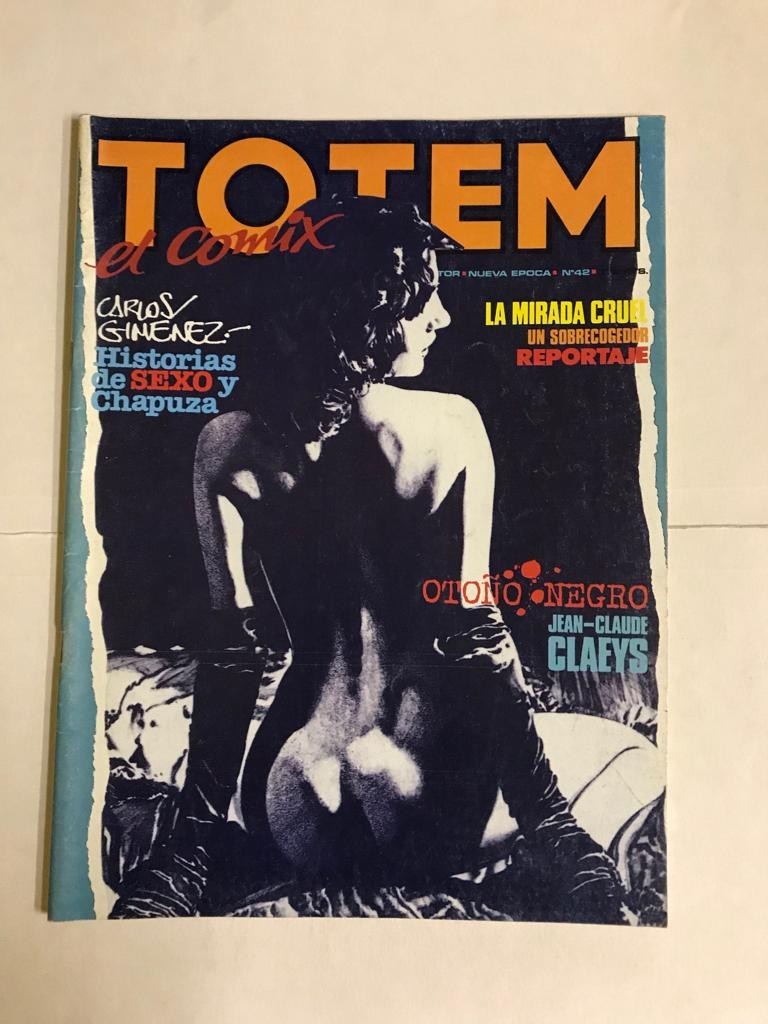 TOTEM
el comix
TOR ▪ NUEVA EPOCA ▪ Nº42 ▪
CARLOS
GIMENEZ.-
Historias
de SEXO y
Chapuza
LA MIRADA CRUEL
UN SOBRECOGEDOR
REPORTAJE
OTOÑO NEGRO
JEAN-CLAUDE
CLAEYS